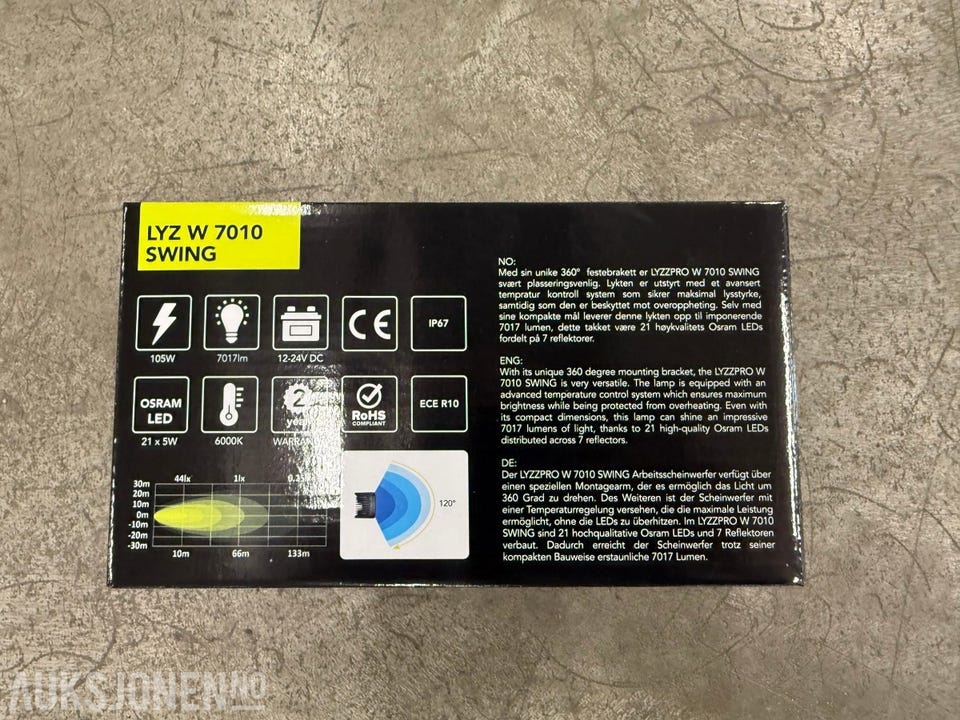 LYZ W 7010
SWING
105W
7017lm
12-24V DC
CE
IP67
OSRAM
LED
21 x 5W
6000K
2
year
WARRANTY
RoHS
COMPLIANT
ECE R10
44lx
1lx
30m
20m
10m
0m
-10m
-20m
-30m
10m
66m
133m
120°
NO:
Med sin unike 360° festebrakett er LYZZPRO W 7010 SWING
svært plasseringsvenlig. Lykten er utstyrt med et avansert
tempratur kontroll system som sikrer maksimal lysstyrke,
samtidig som den er beskyttet mot overoppheting. Selv med
sine kompakte mål leverer denne lykten opp til imponerende
7017 lumen, dette takket være 21 høykvalitets Osram LEDs
fordelt på 7 reflektorer.
ENG:
With its unique 360 degree mounting bracket, the LYZZPRO W
7010 SWING is very versatile. The lamp is equipped with an
advanced temperature control system which ensures maximum
brightness while being protected from overheating. Even with
its compact dimensions, this lamp can shine an impressive
7017 lumens of light, thanks to 21 high-quality Osram LEDs
distributed across 7 reflectors.
DE:
Der LYZZPRO W 7010 SWING Arbeitsscheinwerfer verfügt über
einen speziellen Montagearm, der es ermöglich das Licht um
360 Grad zu drehen. Des Weiteren ist der Scheinwerfer mit
einer Temperaturregelung versehen, die die maximale Leistung
ermöglicht, ohne die LEDs zu überhitzen. Im LYZZPRO W 7010
SWING sind 21 hochqualitative Osram LEDs und 7 Reflektoren
verbaut. Dadurch erreicht der Scheinwerfer trotz seiner
kompakten Bauweise erstaunliche 7017 Lumen.
AUKSJONEN.NO